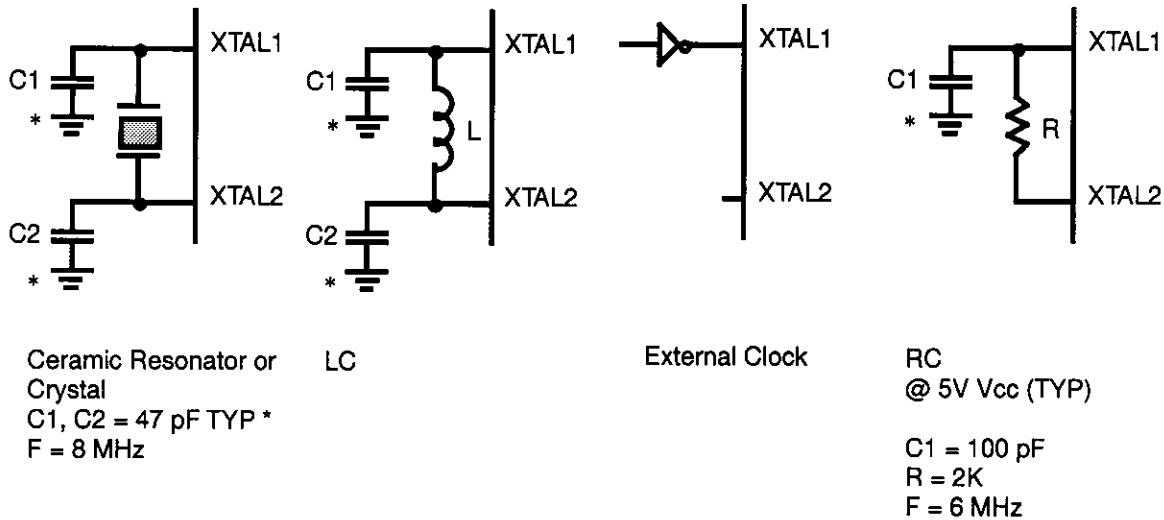 XTAL1
C1
*
XTAL2
C2
*
XTAL1
C1
*
L
XTAL2
C2
*
XTAL1
XTAL2
XTAL1
C1
*
R
XTAL2
Ceramic Resonator or
Crystal
C1, C2 = 47 pF TYP *
F = 8 MHz
LC
External Clock
RC
@ 5V Vcc (TYP)
C1 = 100 pF
R = 2K
F = 6 MHz